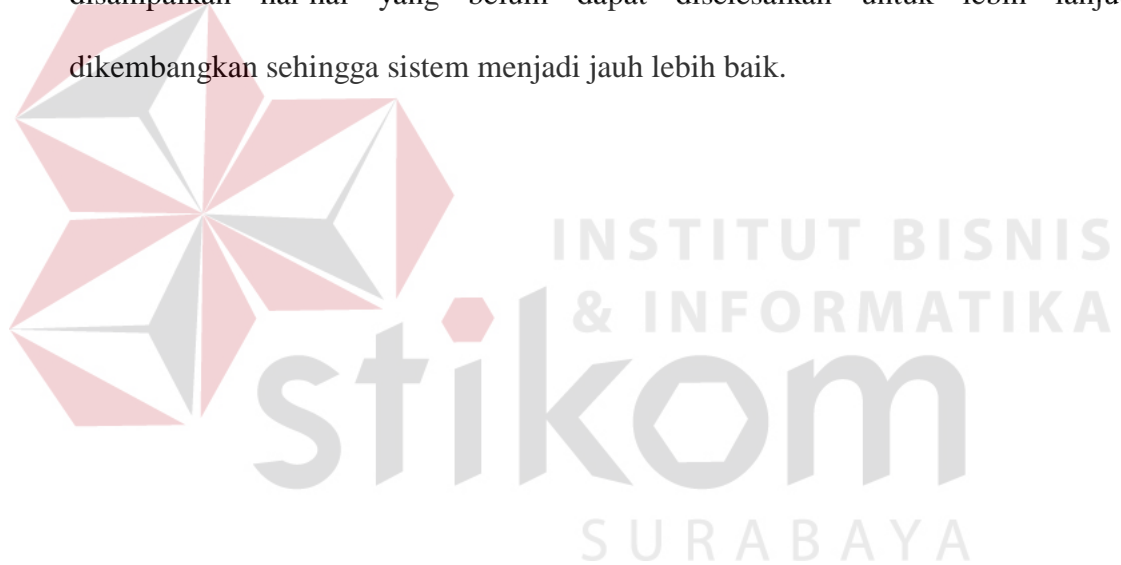 disampaikan hal-hal yang belum dapat diselesaikan untuk lebih lanju
dikembangkan sehingga sistem menjadi jauh lebih baik.
INSTITUT BISNIS
& INFORMATIKA
stikom
SURABAYA